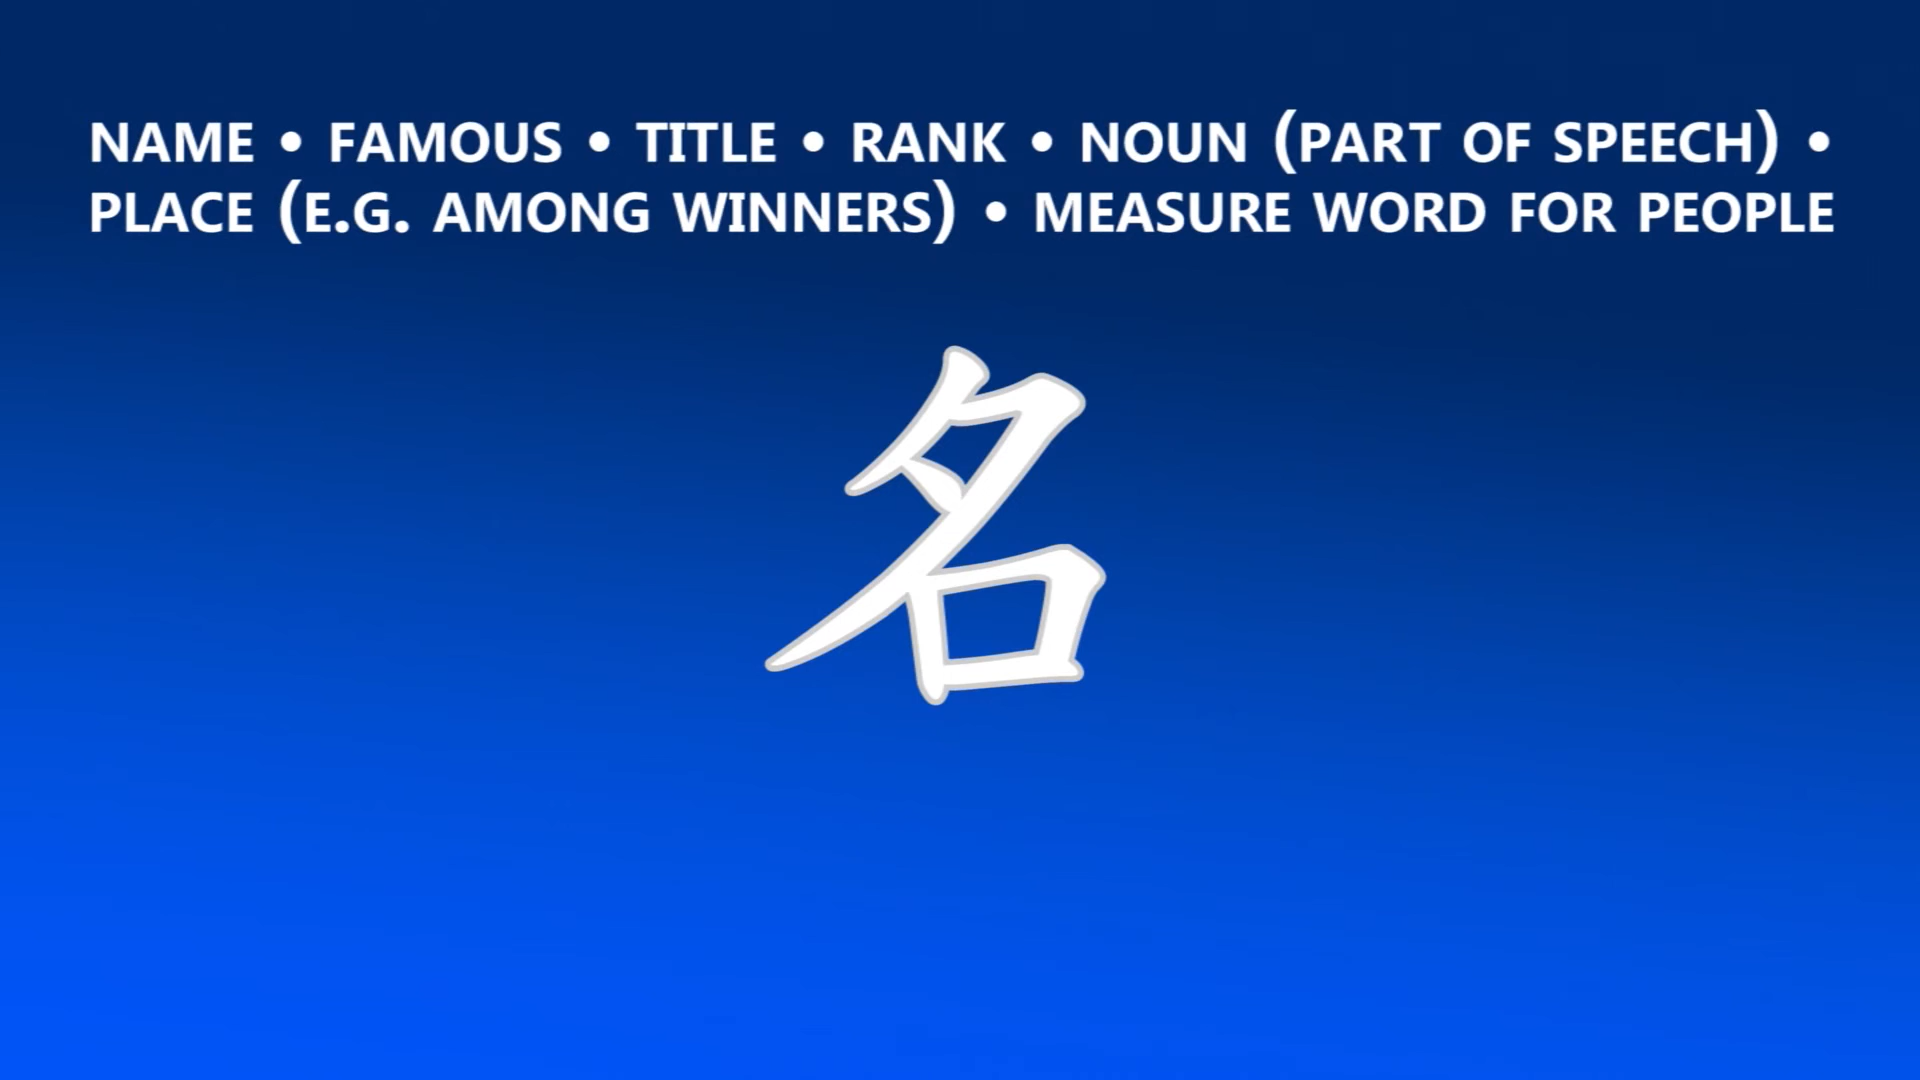 NAME • FAMOUS • TITLE • RANK • NOUN (PART OF SPEECH) •
PLACE (E.G. AMONG WINNERS) • MEASURE WORD FOR PEOPLE
名